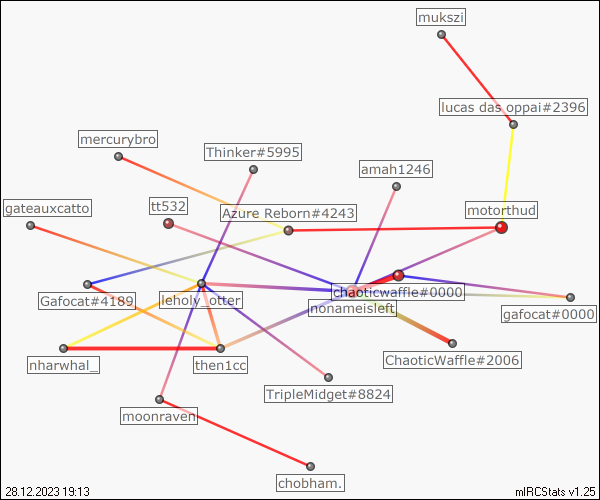 mukszi
lucas das oppai#2396
mercurybro
Thinker#5995
amah1246
gateauxcatto
tt532
Azure Reborn#4243
motorthud
Gafocat#4189
leholy_otter
chaoticwaffle#0000
nonameisleft
gafocat#0000
nharwhal_
then1cc
ChaoticWaffle#2006
TripleMidget#8824
moonraven
chobham.
28.12.2023 19:13
mIRCStats v1.25